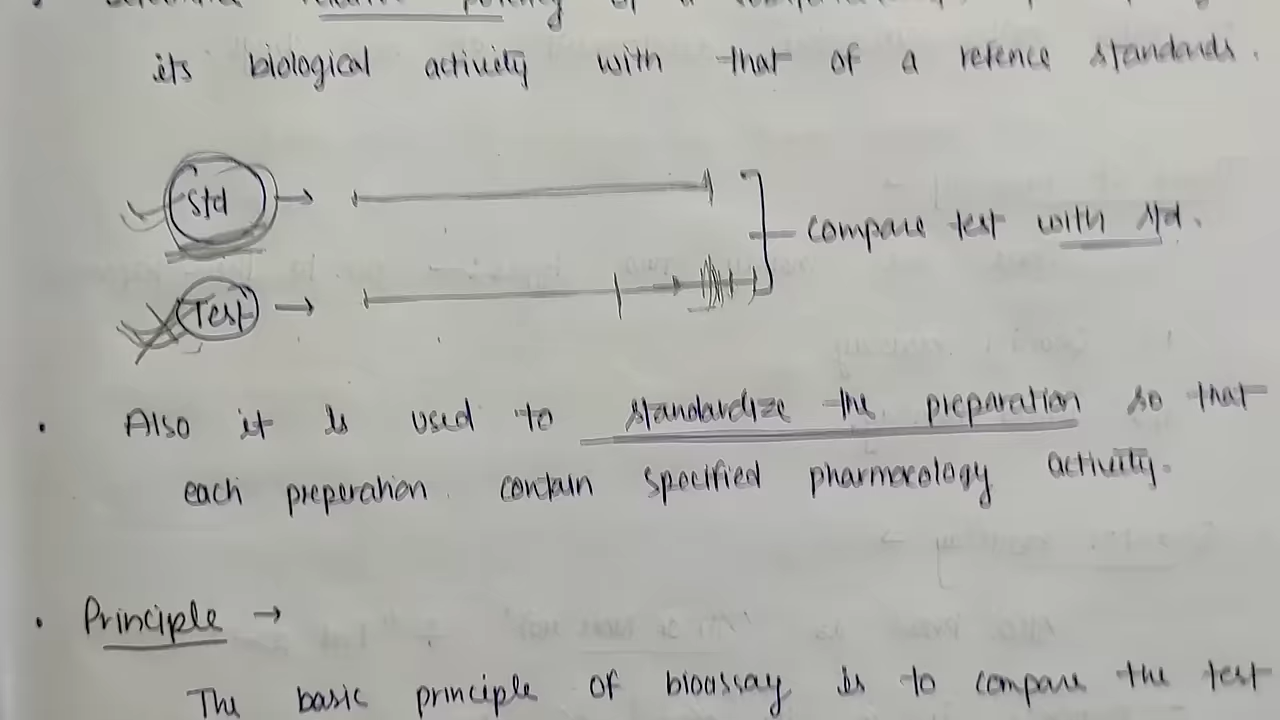 its biological activity with that of a refence standards.
Std →
compare test with std.
Test →
• Also it is used to standardize the preparation so that
each preparation contain specified pharmacology activity.
• Principle →
The basic principle of bioassay is to compare the test